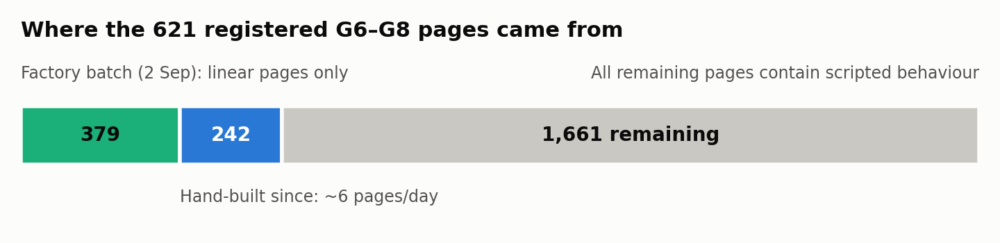 Where the 621 registered G6–G8 pages came from
Factory batch (2 Sep): linear pages only
All remaining pages contain scripted behaviour
379
242
1,661 remaining
Hand-built since: ~6 pages/day